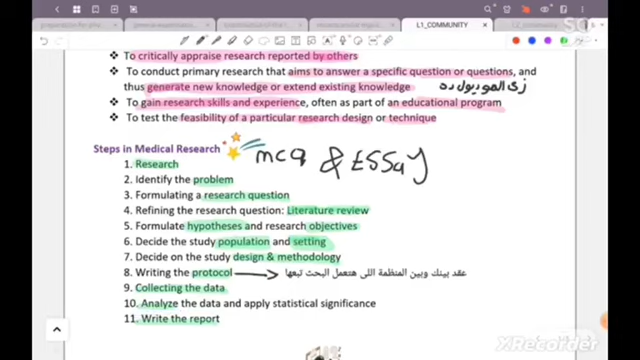 L1_COMMUNITY
To critically appraise research reported by others
To conduct primary research that aims to answer a specific question or questions, and
thus generate new knowledge or extend existing knowledge زى الموديول ده
To gain research skills and experience, often as part of an educational program
To test the feasibility of a particular research design or technique
Steps in Medical Research
mcq & ESSay
1. Research
2. Identify the problem
3. Formulating a research question
4. Refining the research question: Literature review
5. Formulate hypotheses and research objectives
6. Decide the study population and setting
7. Decide on the study design & methodology
8. Writing the protocol عقد بينك وبين المنظمة اللى هتعمل البحث تبعها
9. Collecting the data
10. Analyze the data and apply statistical significance
11. Write the report
XRecorder